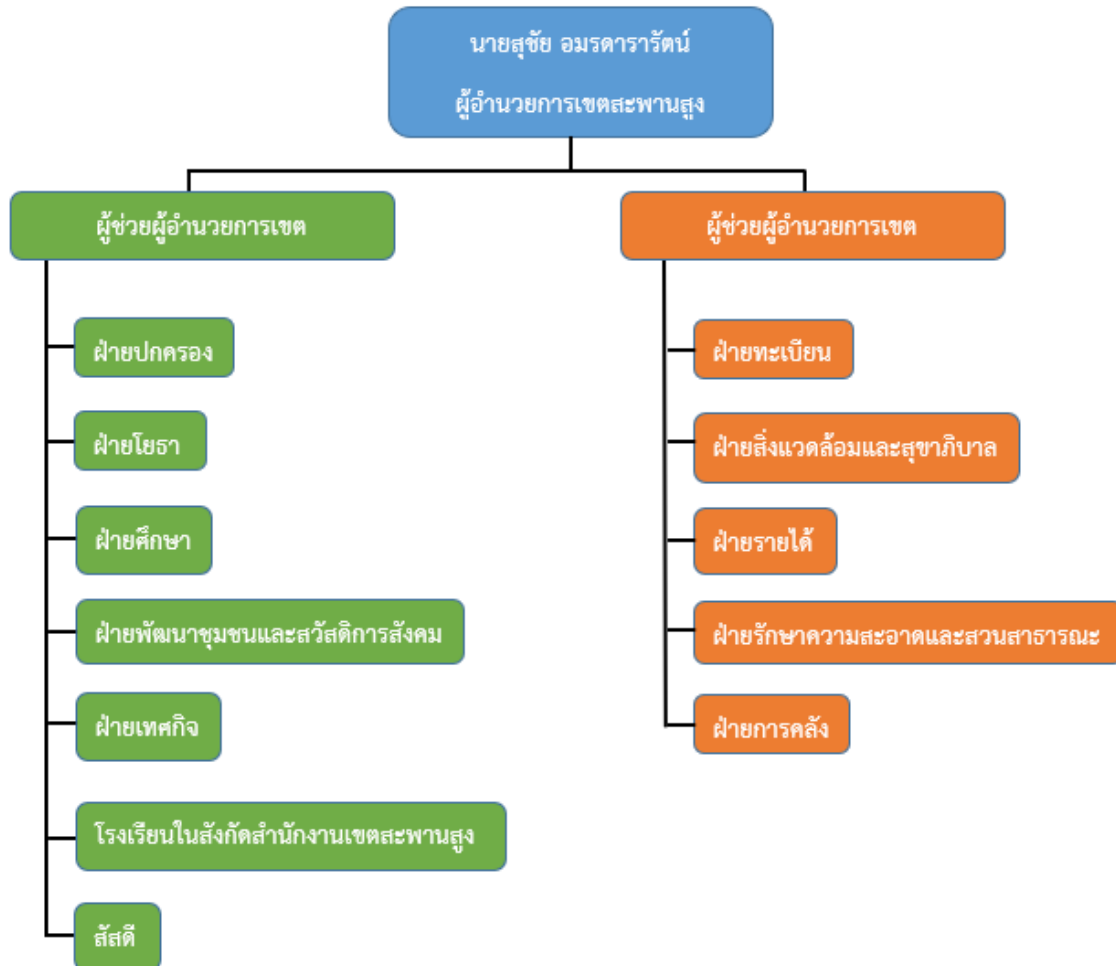 นายสุชัย อมรดารารัตน์
ผู้อำนวยการเขตสะพานสูง
ผู้ช่วยผู้อำนวยการเขต
ฝ่ายปกครอง
ฝ่ายโยธา
ฝ่ายศึกษา
ฝ่ายพัฒนาชุมชนและสวัสดิการสังคม
ฝ่ายเทศกิจ
โรงเรียนในสังกัดสำนักงานเขตสะพานสูง
สัสดี
ผู้ช่วยผู้อำนวยการเขต
ฝ่ายทะเบียน
ฝ่ายสิ่งแวดล้อมและสุขาภิบาล
ฝ่ายรายได้
ฝ่ายรักษาความสะอาดและสวนสาธารณะ
ฝ่ายการคลัง